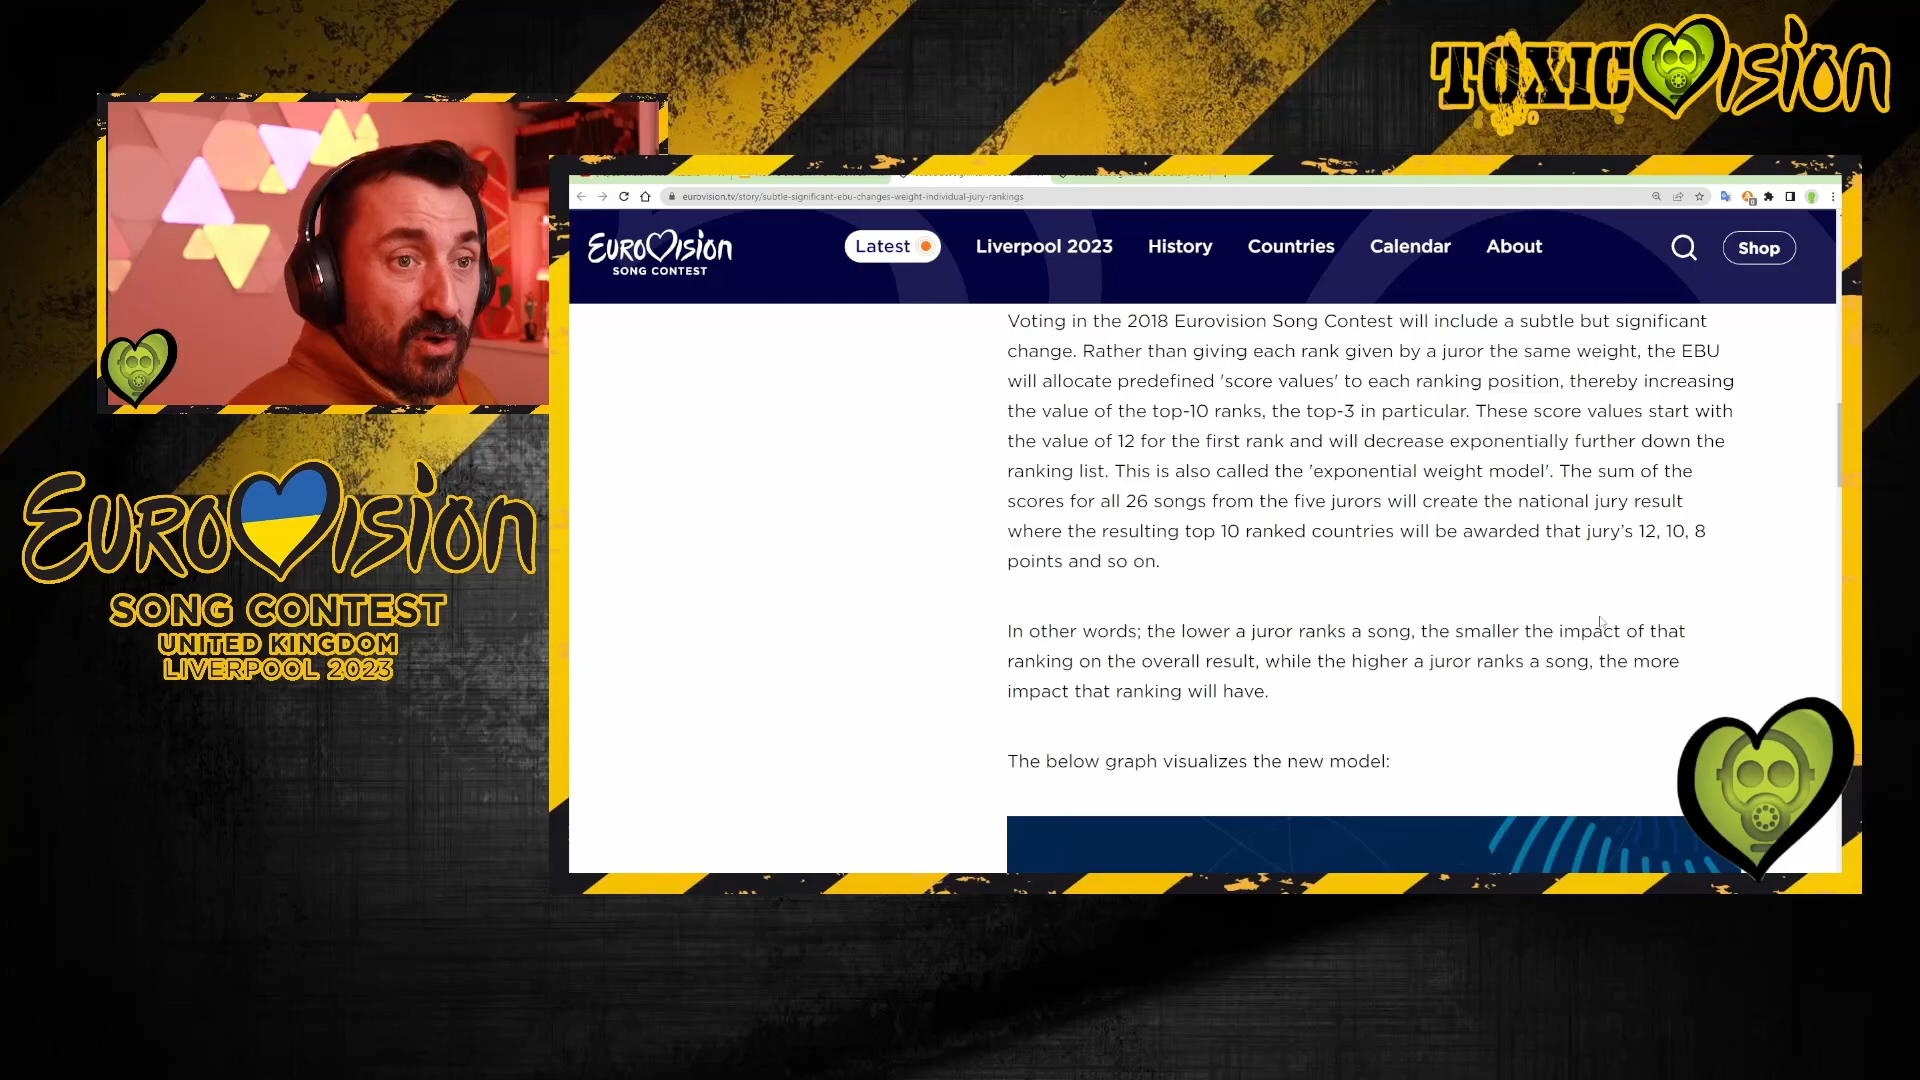 TOXICVision
eurovision.tv/story/subtle-significant-ebu-changes-weight-individual-jury-rankings
EUROVISION
SONG CONTEST
Latest
Liverpool 2023
History
Countries
Calendar
About
Shop
Voting in the 2018 Eurovision Song Contest will include a subtle but significant
change. Rather than giving each rank given by a juror the same weight, the EBU
will allocate predefined 'score values' to each ranking position, thereby increasing
the value of the top-10 ranks, the top-3 in particular. These score values start with
the value of 12 for the first rank and will decrease exponentially further down the
ranking list. This is also called the 'exponential weight model'. The sum of the
scores for all 26 songs from the five jurors will create the national jury result
where the resulting top 10 ranked countries will be awarded that jury’s 12, 10, 8
points and so on.
In other words; the lower a juror ranks a song, the smaller the impact of that
ranking on the overall result, while the higher a juror ranks a song, the more
impact that ranking will have.
The below graph visualizes the new model:
EUROVISION
SONG CONTEST
UNITED KINGDOM
LIVERPOOL 2023